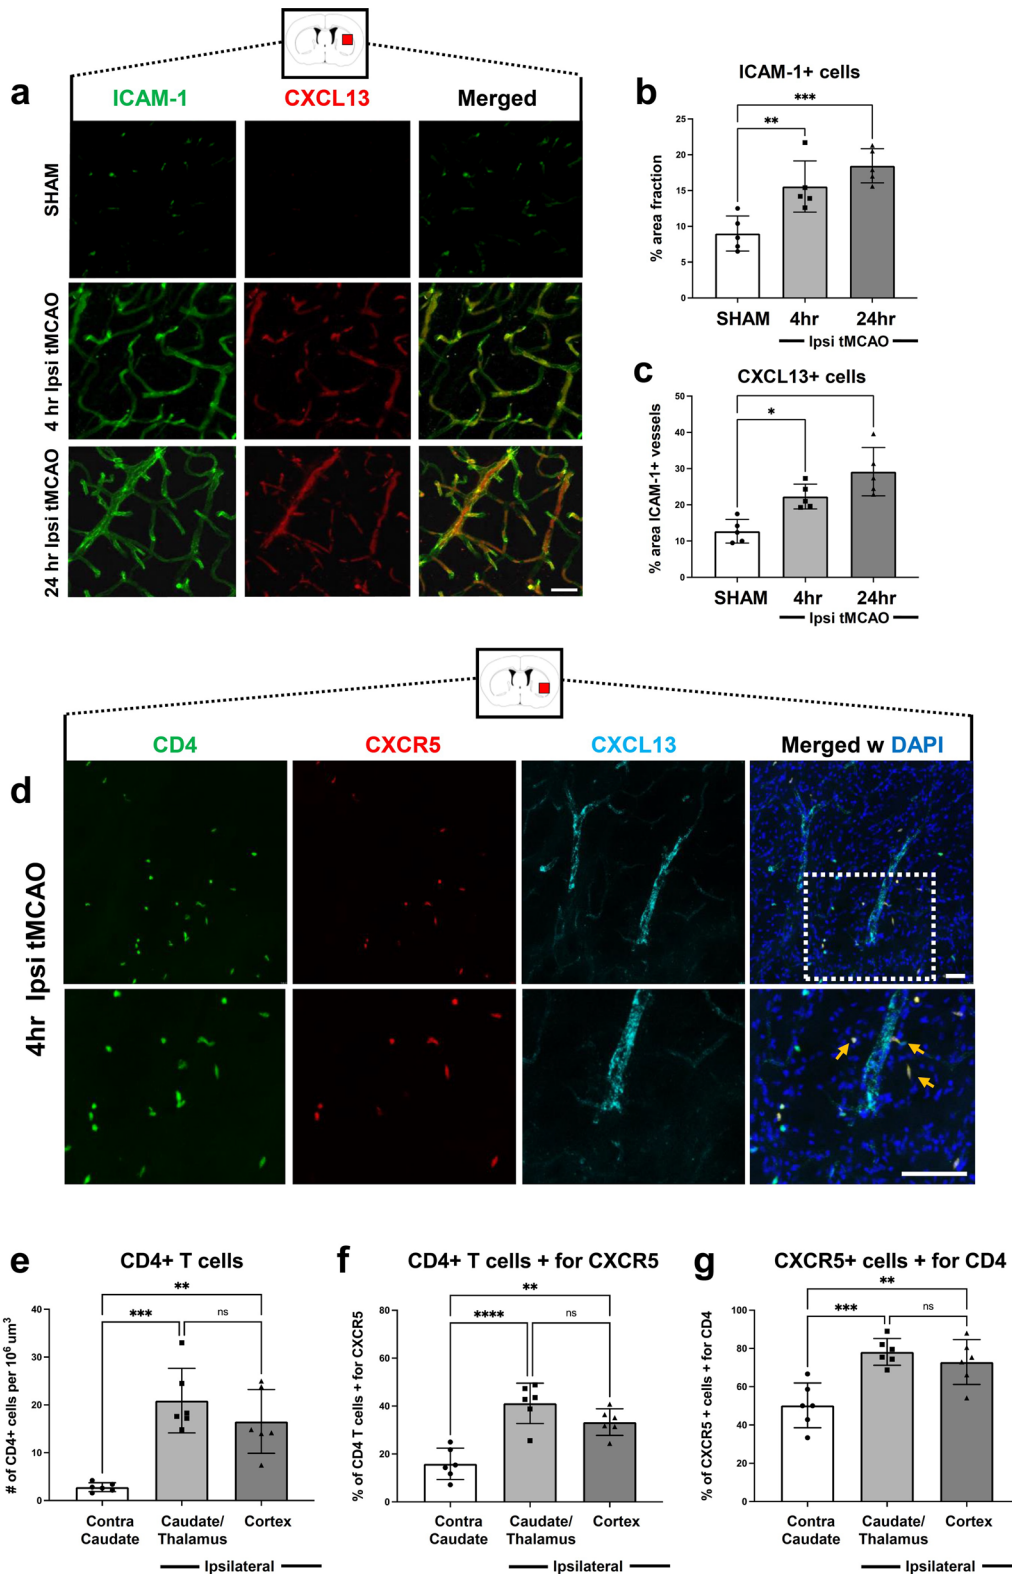 a
ICAM-1 CXCL13 Merged
SHAM
4 hr Ipsi tMCAO
24 hr Ipsi tMCAO
b
ICAM-1+ cells
***
**
% area fraction
25
20
15
10
5
0
SHAM 4hr 24hr
Ipsi tMCAO
c
CXCL13+ cells
*
% area ICAM-1+ vessels
50
40
30
20
10
0
SHAM 4hr 24hr
Ipsi tMCAO
d
CD4 CXCR5 CXCL13 Merged w DAPI
4hr Ipsi tMCAO
e
CD4+ T cells
**
*** ns
# of CD4+ cells per 10⁶ um³
40
30
20
10
0
Contra Caudate/ Cortex
Caudate Thalamus
Ipsilateral
f
CD4+ T cells + for CXCR5
**
**** ns
% of CD4 T cells + for CXCR5
80
60
40
20
0
Contra Caudate/ Cortex
Caudate Thalamus
Ipsilateral
g
CXCR5+ cells + for CD4
**
*** ns
% of CXCR5 + cells + for CD4
100
80
60
40
20
0
Contra Caudate/ Cortex
Caudate Thalamus
Ipsilateral